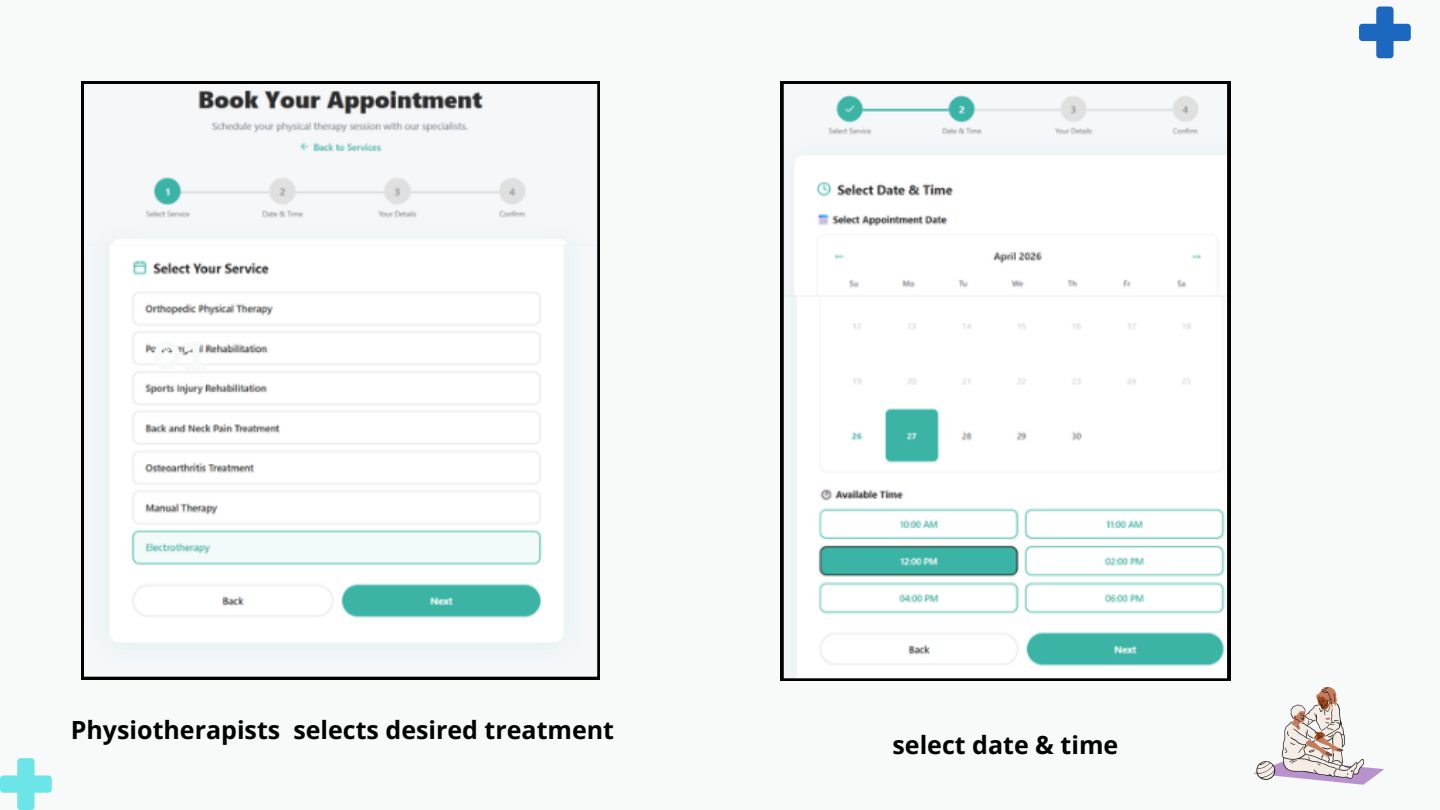 Book Your Appointment
Schedule your physical therapy session with our specialists.
← Back to Services
1 2 3 4
Select Service Date & Time Your Details Confirm
Select Your Service
Orthopedic Physical Therapy
Rehabilitation
Sports Injury Rehabilitation
Back and Neck Pain Treatment
Osteoarthritis Treatment
Manual Therapy
Electrotherapy
Back Next
Physiotherapists selects desired treatment
2 3 4
Select Service Date & Time Your Details Confirm
Select Date & Time
Select Appointment Date
← April 2026 →
Su Mo Tu We Th Fr Sa
12 13 14 15 16 17 18
19 20 21 22 23 24 25
26 27 28 29 30
Available Time
10:00 AM 11:00 AM
12:00 PM 02:00 PM
04:00 PM 06:00 PM
Back Next
select date & time